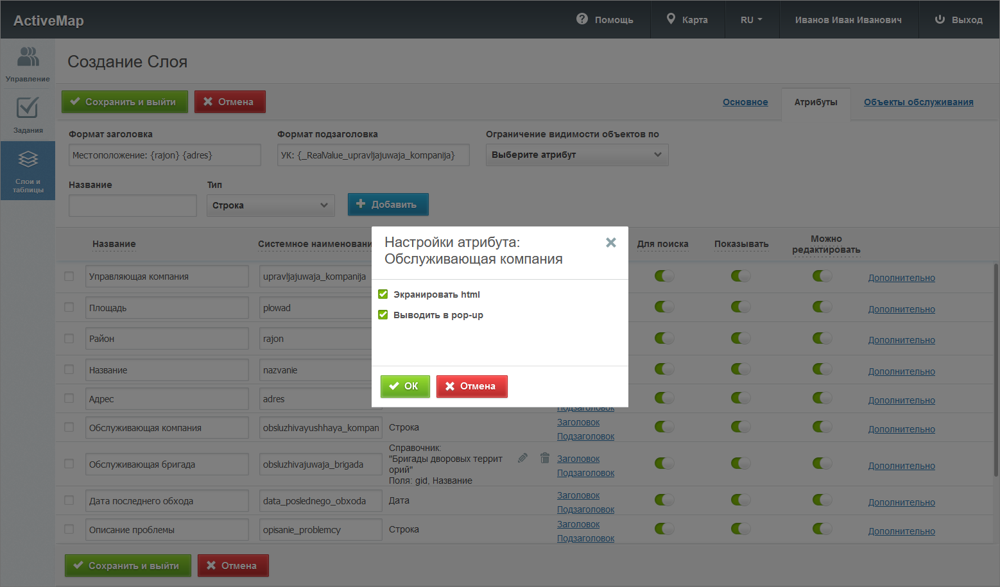 ActiveMap
Помощь
Карта
RU
Иванов Иван Иванович
Выход
Управление
Задания
Слои и
таблицы
Создание Слоя
Сохранить и выйти
Отмена
Основное
Атрибуты
Объекты обслуживания
Формат заголовка
Формат подзаголовка
Ограничение видимости объектов по
Местоположение: {rajon} {adres}
УК: {_RealValue_upravljajuwaja_kompanija}
Выберите атрибут
Название
Тип
Строка
Добавить
Название
Системное наименовани
Для поиска
Показывать
Можно
редактировать
Настройки атрибута:
Обслуживающая компания
Экранировать html
Выводить в pop-up
ОК
Отмена
Управляющая компания
upravljajuwaja_kompanija
Дополнительно
Площадь
plowad
Дополнительно
Район
rajon
Дополнительно
Название
nazvanie
Дополнительно
Адрес
adres
Подзаголовок
Дополнительно
Обслуживающая компания
obsluzhivayushhaya_kompan
Строка
Заголовок
Подзаголовок
Дополнительно
Обслуживающая бригада
obsluzhivajuwaja_brigada
Справочник:
"Бригады дворовых террит
орий"
Поля: gid, Название
Заголовок
Подзаголовок
Дополнительно
Дата последнего обхода
data_poslednego_obxoda
Дата
Заголовок
Подзаголовок
Дополнительно
Описание проблемы
opisanie_problemcy
Строка
Заголовок
Подзаголовок
Дополнительно
Сохранить и выйти
Отмена